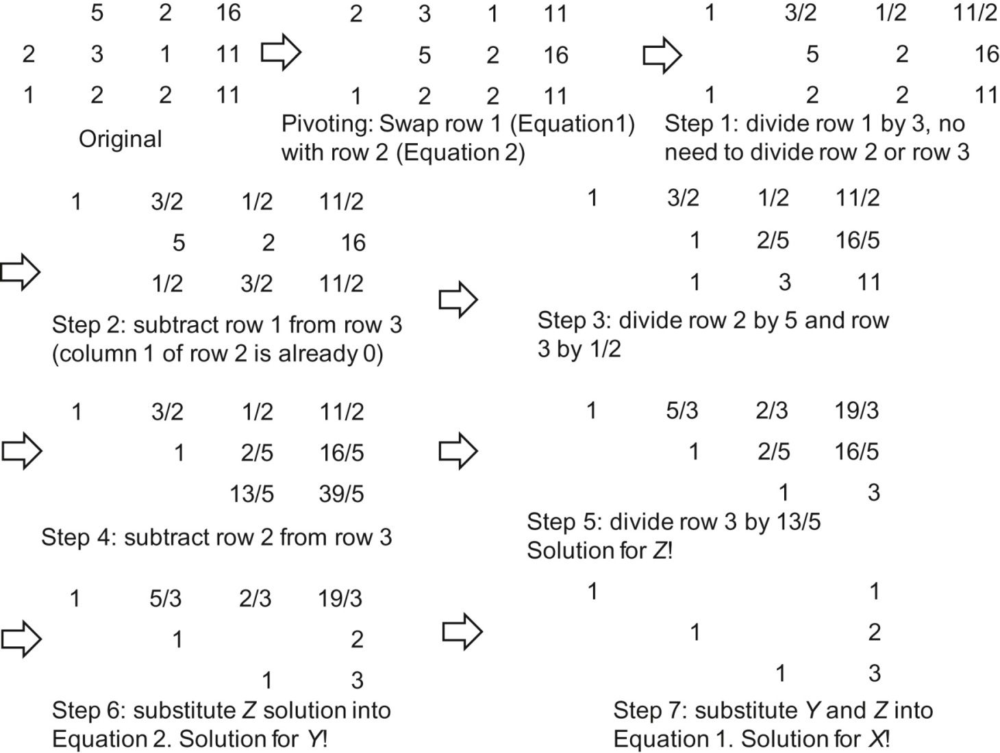 5 2 16
2 3 1 11
1 2 2 11
Original
2 3 1 11
5 2 16
1 2 2 11
Pivoting: Swap row 1 (Equation1)
with row 2 (Equation 2)
1 3/2 1/2 11/2
5 2 16
1 2 2 11
Step 1: divide row 1 by 3, no
need to divide row 2 or row 3
1 3/2 1/2 11/2
5 2 16
1/2 3/2 11/2
Step 2: subtract row 1 from row 3
(column 1 of row 2 is already 0)
1 3/2 1/2 11/2
1 2/5 16/5
1 3 11
Step 3: divide row 2 by 5 and row
3 by 1/2
1 3/2 1/2 11/2
1 2/5 16/5
13/5 39/5
Step 4: subtract row 2 from row 3
1 5/3 2/3 19/3
1 2/5 16/5
1 3
Step 5: divide row 3 by 13/5
Solution for Z!
1 5/3 2/3 19/3
1 2
1 3
Step 6: substitute Z solution into
Equation 2. Solution for Y!
1 1
1 2
1 3
Step 7: substitute Y and Z into
Equation 1. Solution for X!